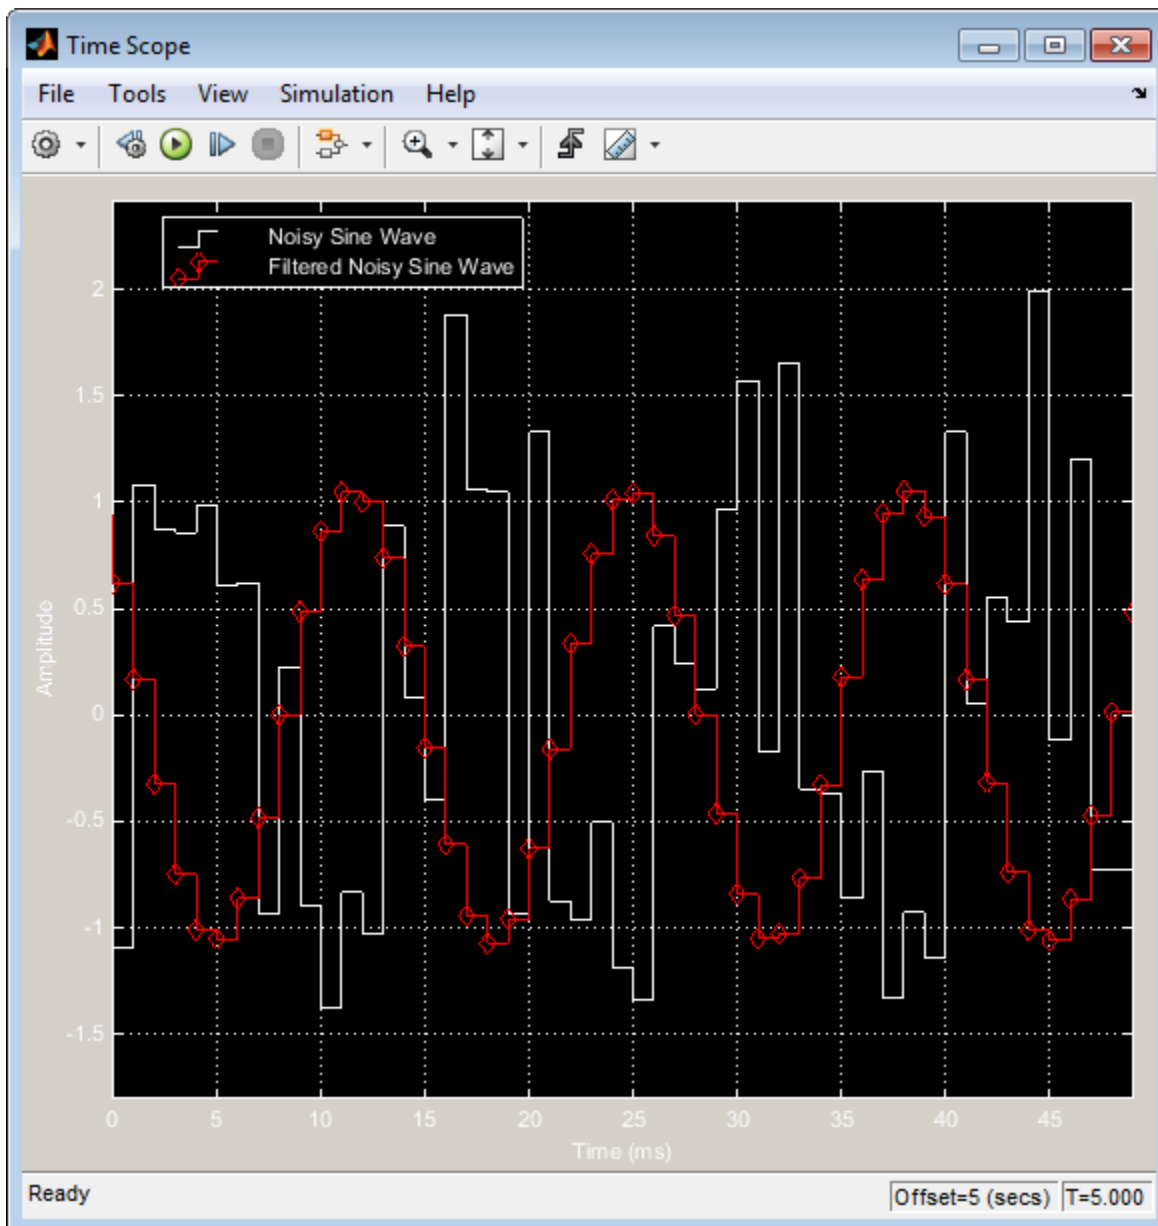 Time Scope
File Tools View Simulation Help
Noisy Sine Wave
Filtered Noisy Sine Wave
2
1.5
1
0.5
0
-0.5
-1
-1.5
Amplitude
0 5 10 15 20 25 30 35 40 45
Time (ms)
Ready Offset=5 (secs) T=5.000